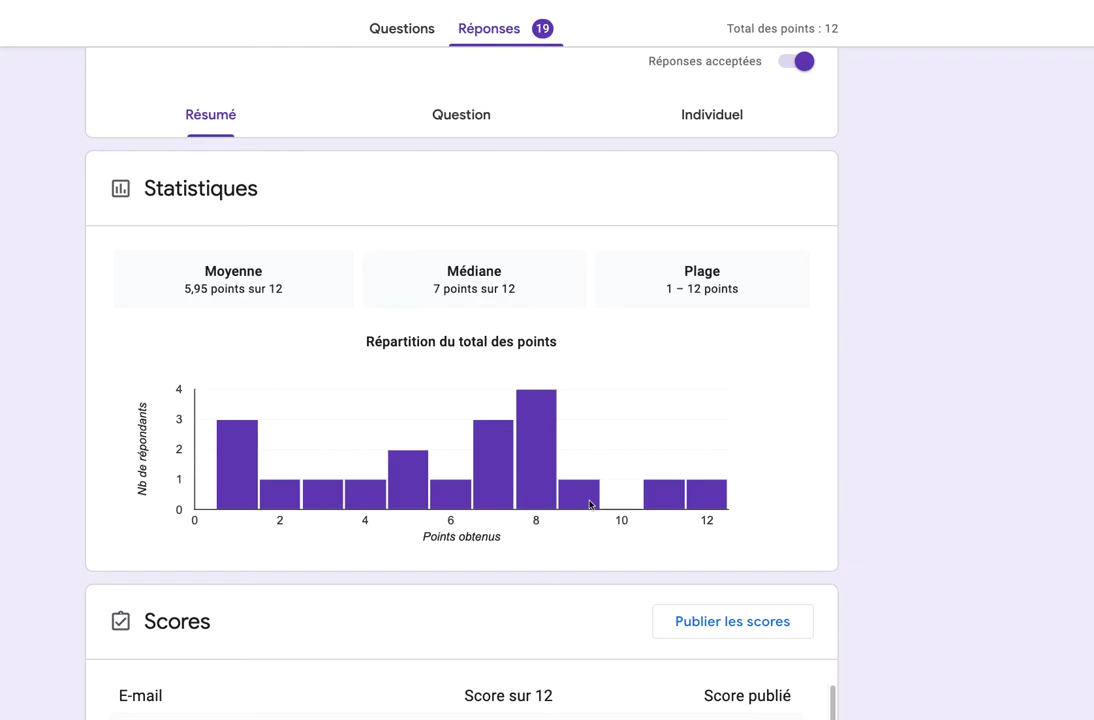 Questions
Réponses 19
Total des points : 12
Réponses acceptées
Résumé
Question
Individuel
Statistiques
Moyenne
5,95 points sur 12
Médiane
7 points sur 12
Plage
1 – 12 points
Répartition du total des points
Nb de répondants
4
3
2
1
0
0 2 4 6 8 10 12
Points obtenus
Scores
Publier les scores
E-mail
Score sur 12
Score publié